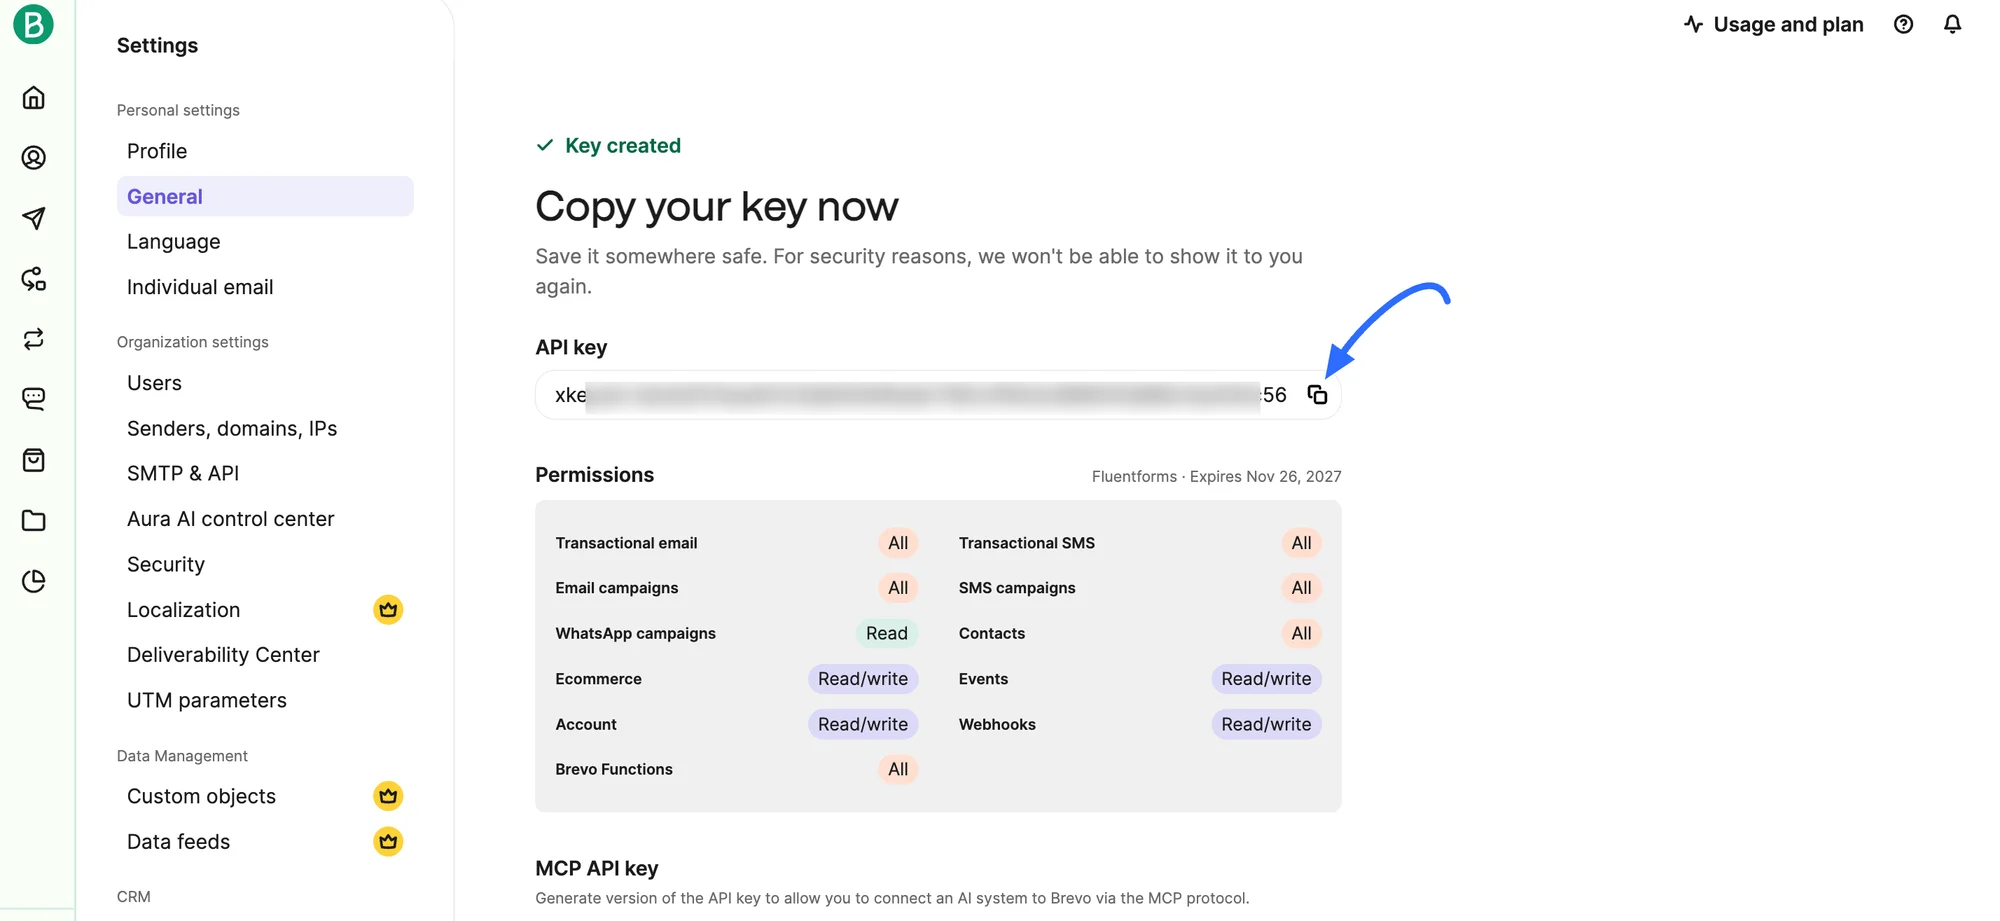 B
Usage and plan
Settings
Personal settings
Profile
General
Language
Individual email
Organization settings
Users
Senders, domains, IPs
SMTP & API
Aura AI control center
Security
Localization
Deliverability Center
UTM parameters
Data Management
Custom objects
Data feeds
CRM
Key created
Copy your key now
Save it somewhere safe. For security reasons, we won't be able to show it to you
again.
API key
xke 56
Permissions
Fluentforms · Expires Nov 26, 2027
Transactional email All Transactional SMS All
Email campaigns All SMS campaigns All
WhatsApp campaigns Read Contacts All
Ecommerce Read/write Events Read/write
Account Read/write Webhooks Read/write
Brevo Functions All
MCP API key
Generate version of the API key to allow you to connect an AI system to Brevo via the MCP protocol.